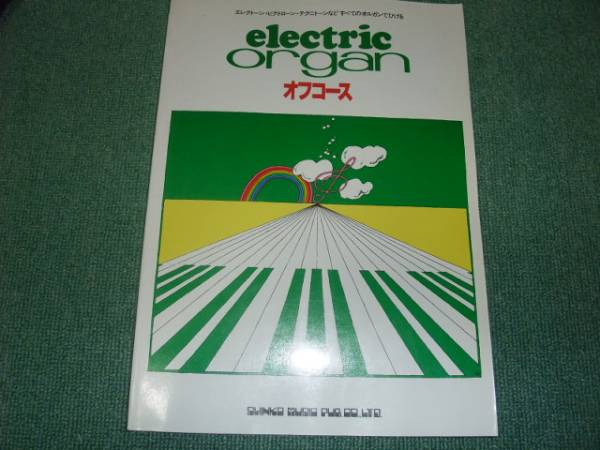 エレクトーン・ビクトローン・テクニトーンなどすべてのオルガンでひける
electric
organ
オフコース
SHINKO MUSIC PUB. CO., LTD.